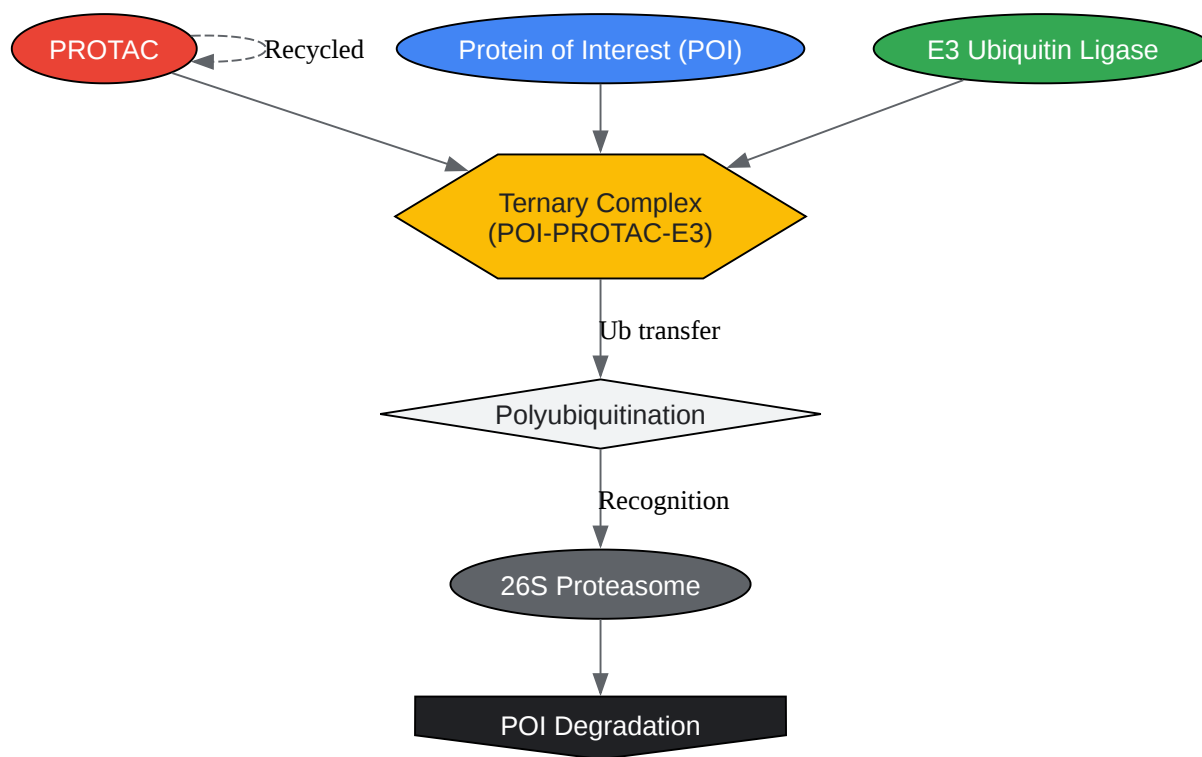 PROTAC
Recycled
Protein of Interest (POI)
E3 Ubiquitin Ligase
Ternary Complex
(POI-PROTAC-E3)
Ub transfer
Polyubiquitination
Recognition
26S Proteasome
POI Degradation